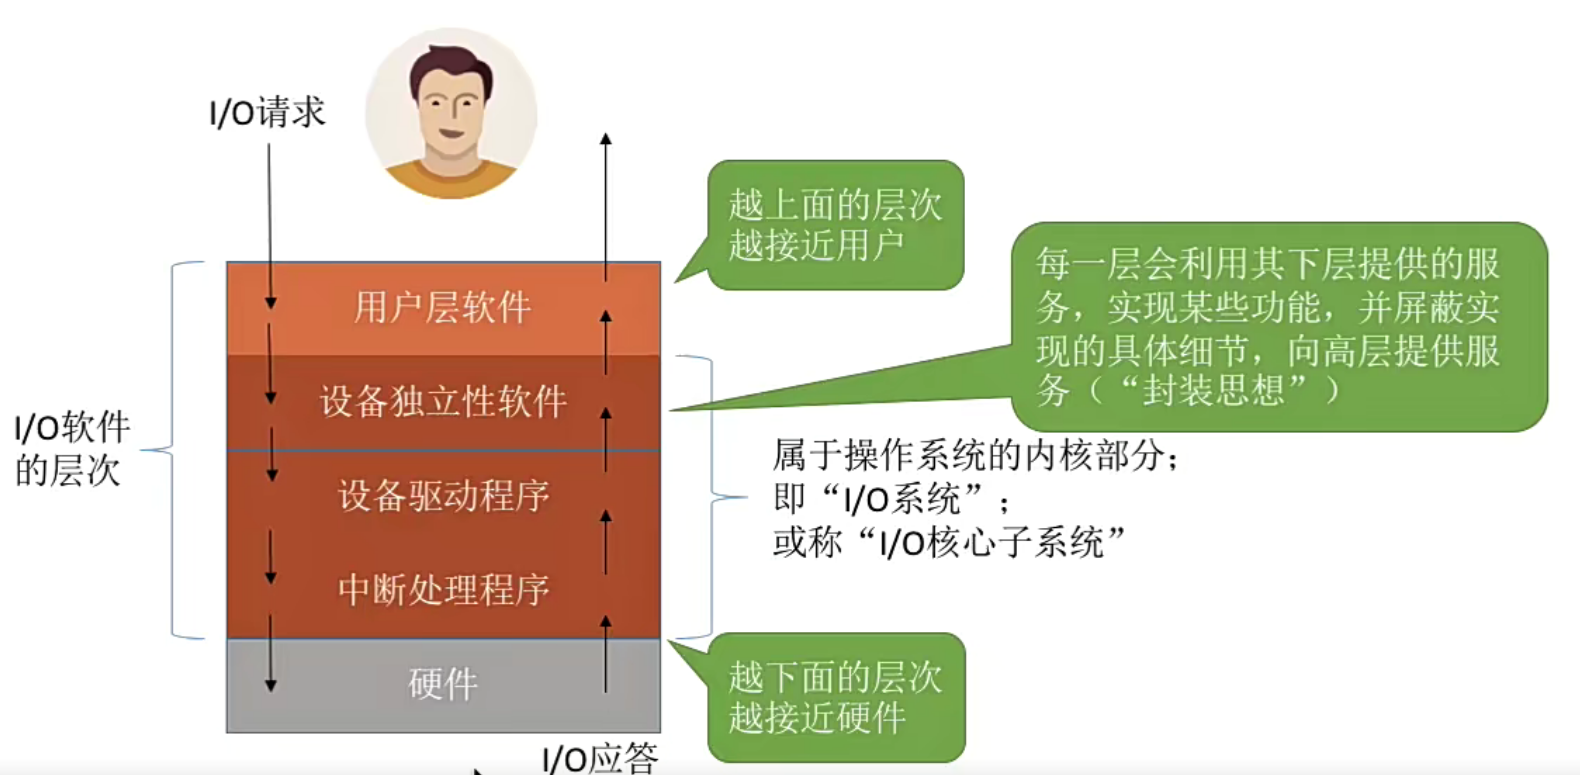 I/O请求
越上面的层次
越接近用户
每一层会利用其下层提供的服
务，实现某些功能，并屏蔽实
现的具体细节，向高层提供服
务（“封装思想”）
用户层软件
设备独立性软件
I/O软件
的层次
属于操作系统的内核部分；
即“I/O系统”；
或称“I/O核心子系统”
设备驱动程序
中断处理程序
硬件
越下面的层次
越接近硬件
I/O应答